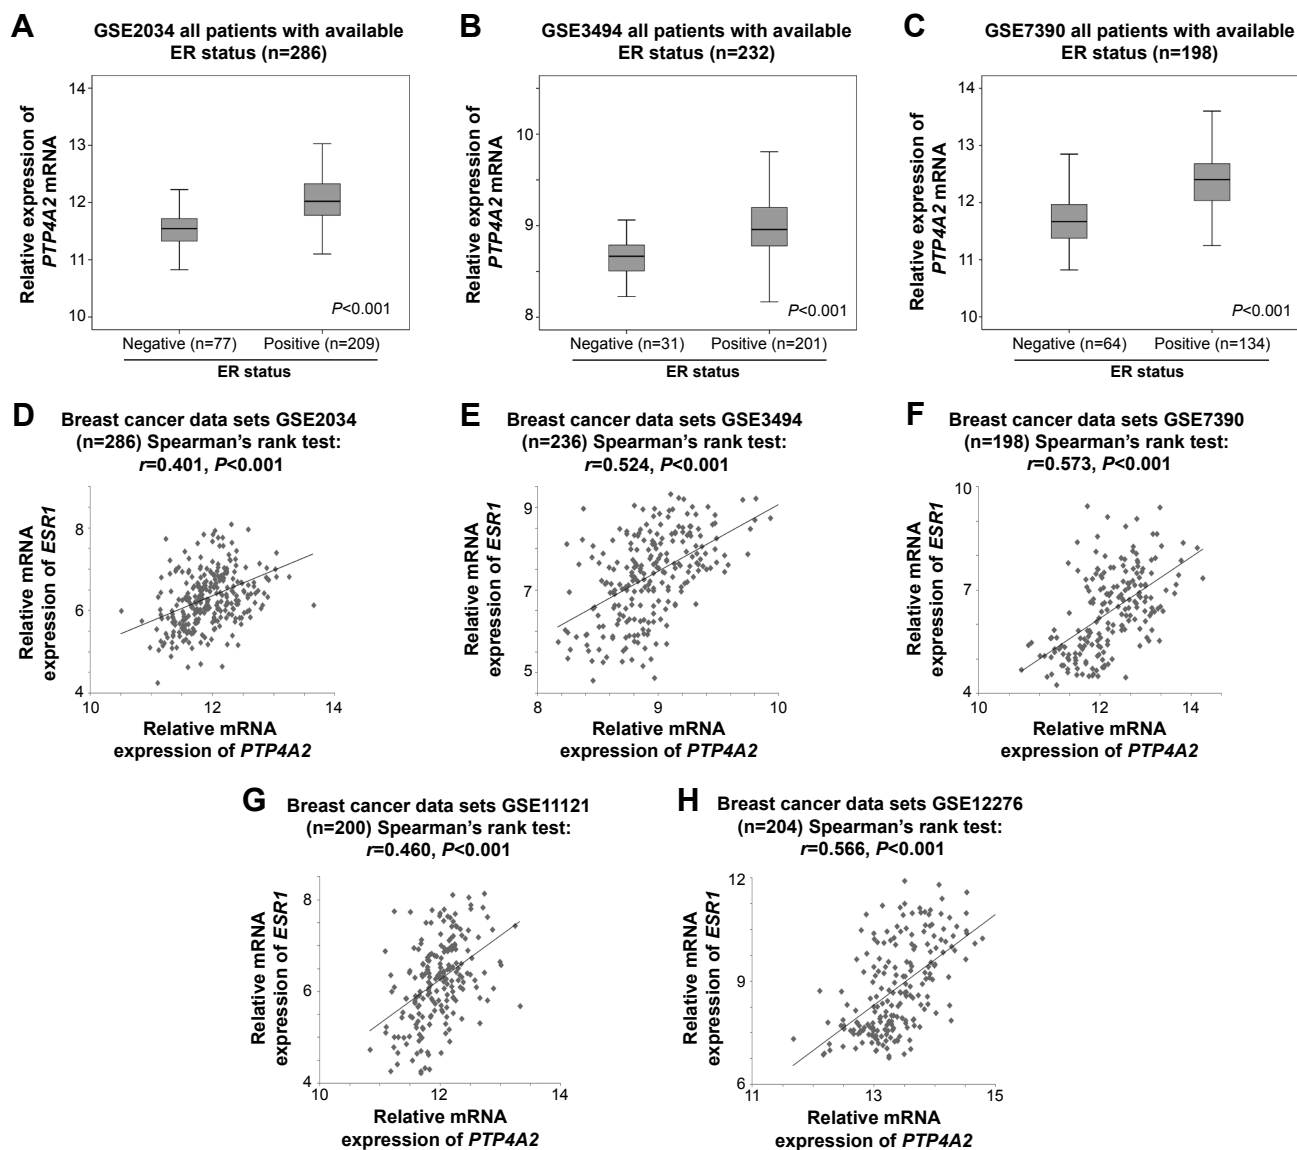 A
GSE2034 all patients with available
ER status (n=286)
Relative expression of
PTP4A2 mRNA
14
13
12
11
10
P<0.001
Negative (n=77) Positive (n=209)
ER status
B
GSE3494 all patients with available
ER status (n=232)
Relative expression of
PTP4A2 mRNA
10
9
8
P<0.001
Negative (n=31) Positive (n=201)
ER status
C
GSE7390 all patients with available
ER status (n=198)
Relative expression of
PTP4A2 mRNA
14
13
12
11
10
P<0.001
Negative (n=64) Positive (n=134)
ER status
D
Breast cancer data sets GSE2034
(n=286) Spearman's rank test:
r=0.401, P<0.001
Relative mRNA
expression of ESR1
8
6
4
10 12 14
Relative mRNA
expression of PTP4A2
E
Breast cancer data sets GSE3494
(n=236) Spearman's rank test:
r=0.524, P<0.001
Relative mRNA
expression of ESR1
9
7
5
8 9 10
Relative mRNA
expression of PTP4A2
F
Breast cancer data sets GSE7390
(n=198) Spearman's rank test:
r=0.573, P<0.001
Relative mRNA
expression of ESR1
10
7
4
10 12 14
Relative mRNA
expression of PTP4A2
G
Breast cancer data sets GSE11121
(n=200) Spearman's rank test:
r=0.460, P<0.001
Relative mRNA
expression of ESR1
8
6
4
10 12 14
Relative mRNA
expression of PTP4A2
H
Breast cancer data sets GSE12276
(n=204) Spearman's rank test:
r=0.566, P<0.001
Relative mRNA
expression of ESR1
12
9
6
11 13 15
Relative mRNA
expression of PTP4A2